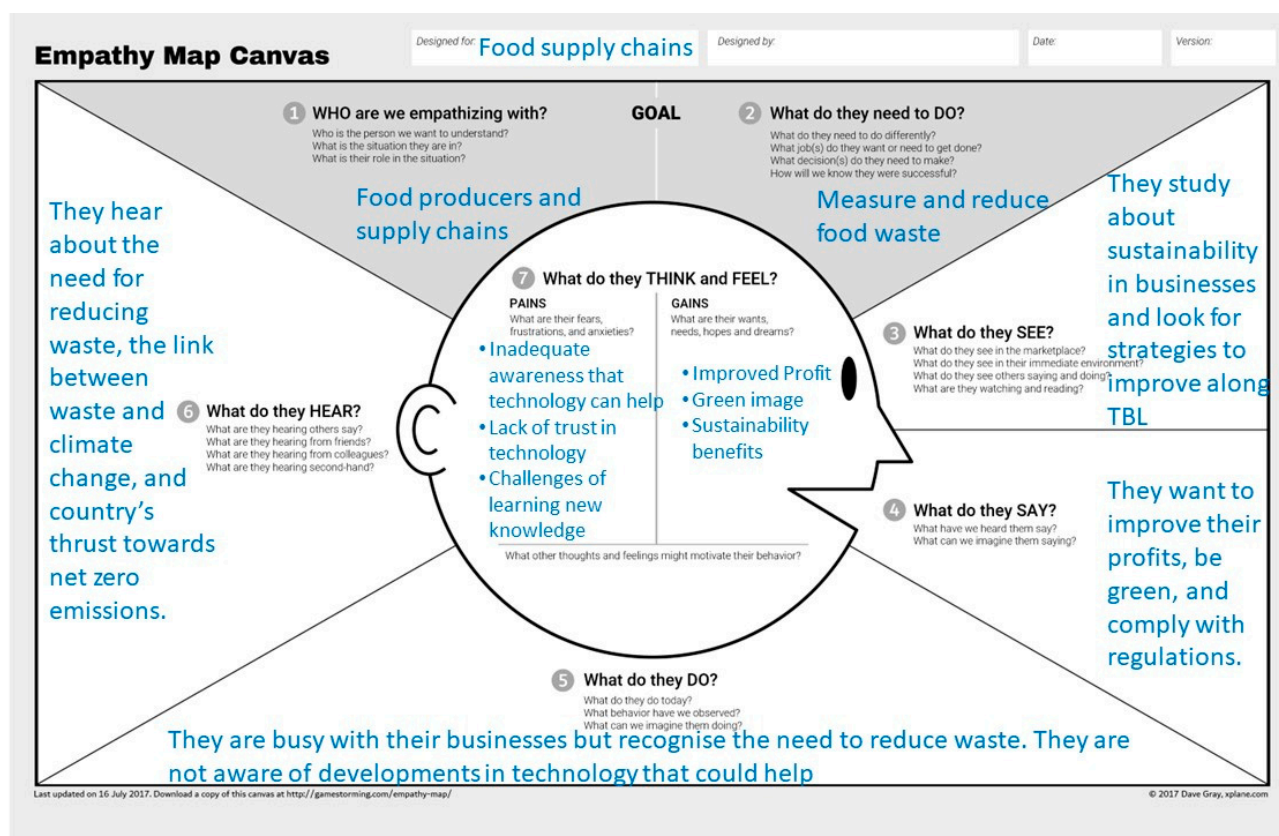 Empathy Map Canvas
Designed for: Food supply chains
Designed by:
Date:
Version:
1 WHO are we empathizing with?
Who is the person we want to understand?
What is the situation they are in?
What is their role in the situation?
Food producers and
supply chains
GOAL
2 What do they need to DO?
What do they need to do differently?
What job(s) do they want or need to get done?
What decision(s) do they need to make?
How will we know they were successful?
Measure and reduce
food waste
3 What do they SEE?
What do they see in the marketplace?
What do they see in their immediate environment?
What do they see others saying and doing?
What are they watching and reading?
They study
about
sustainability
in businesses
and look for
strategies to
improve along
TBL
4 What do they SAY?
What have we heard them say?
What can we imagine them saying?
They want to
improve their
profits, be
green, and
comply with
regulations.
5 What do they DO?
What do they do today?
What behavior have we observed?
What can we imagine them doing?
They are busy with their businesses but recognise the need to reduce waste. They are
not aware of developments in technology that could help
6 What do they HEAR?
What are they hearing others say?
What are they hearing from friends?
What are they hearing from colleagues?
What are they hearing second-hand?
They hear
about the
need for
reducing
waste, the link
between
waste and
climate
change, and
country's
thrust towards
net zero
emissions.
7 What do they THINK and FEEL?
PAINS
What are their fears,
frustrations, and anxieties?
• Inadequate
awareness that
technology can help
• Lack of trust in
technology
• Challenges of
learning new
knowledge
GAINS
What are their wants,
needs, hopes and dreams?
• Improved Profit
• Green image
• Sustainability
benefits
What other thoughts and feelings might motivate their behavior?
Last updated on 16 July 2017. Download a copy of this canvas at http://gamestorming.com/empathy-map/
© 2017 Dave Gray, xplane.com